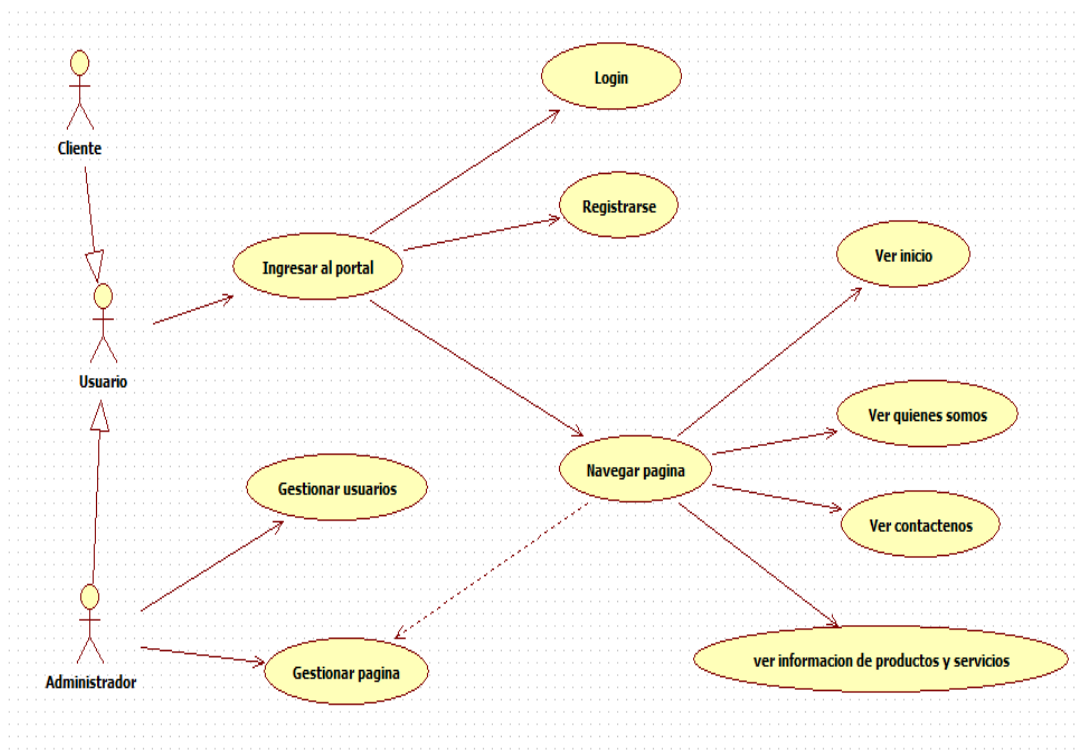 Login
Cliente
Registrarse
Ver inicio
Ingresar al portal
Usuario
Ver quienes somos
Navegar pagina
Gestionar usuarios
Ver contactenos
ver informacion de productos y servicios
Gestionar pagina
Administrador